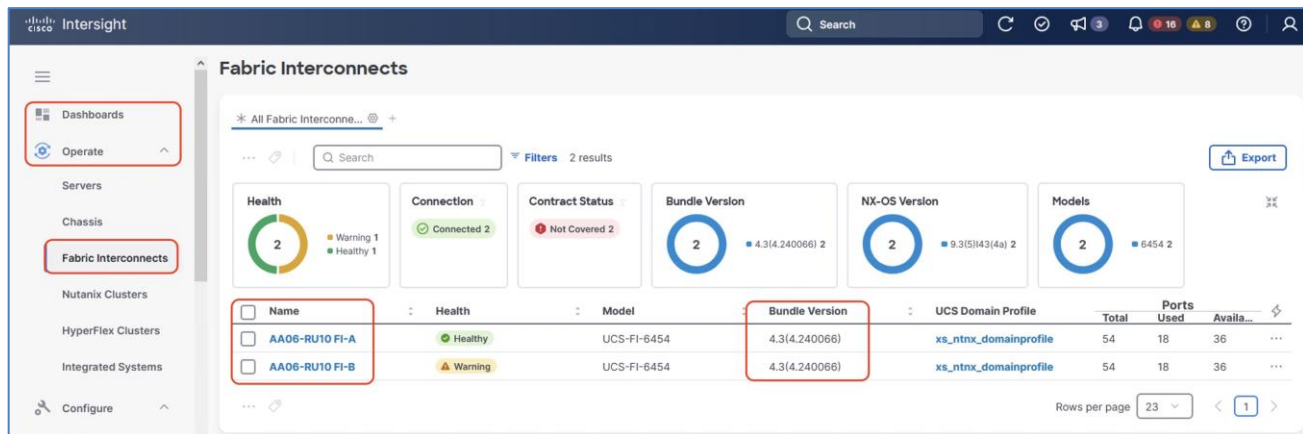 cisco Intersight
Search
3
16
8
Fabric Interconnects
Dashboards
Operate
Servers
Chassis
Fabric Interconnects
Nutanix Clusters
HyperFlex Clusters
Integrated Systems
Configure
All Fabric Interconne...
Search
Filters 2 results
Export
Health
2
Warning 1
Healthy 1
Connection
Connected 2
Contract Status
Not Covered 2
Bundle Version
2
4.3(4.240066) 2
NX-OS Version
2
9.3(5)I43(4a) 2
Models
2
6454 2
Name Health Model Bundle Version UCS Domain Profile Ports
Total Used Availa...
AA06-RU10 FI-A Healthy UCS-FI-6454 4.3(4.240066) xs_ntnx_domainprofile 54 18 36
AA06-RU10 FI-B Warning UCS-FI-6454 4.3(4.240066) xs_ntnx_domainprofile 54 18 36
Rows per page 23 1